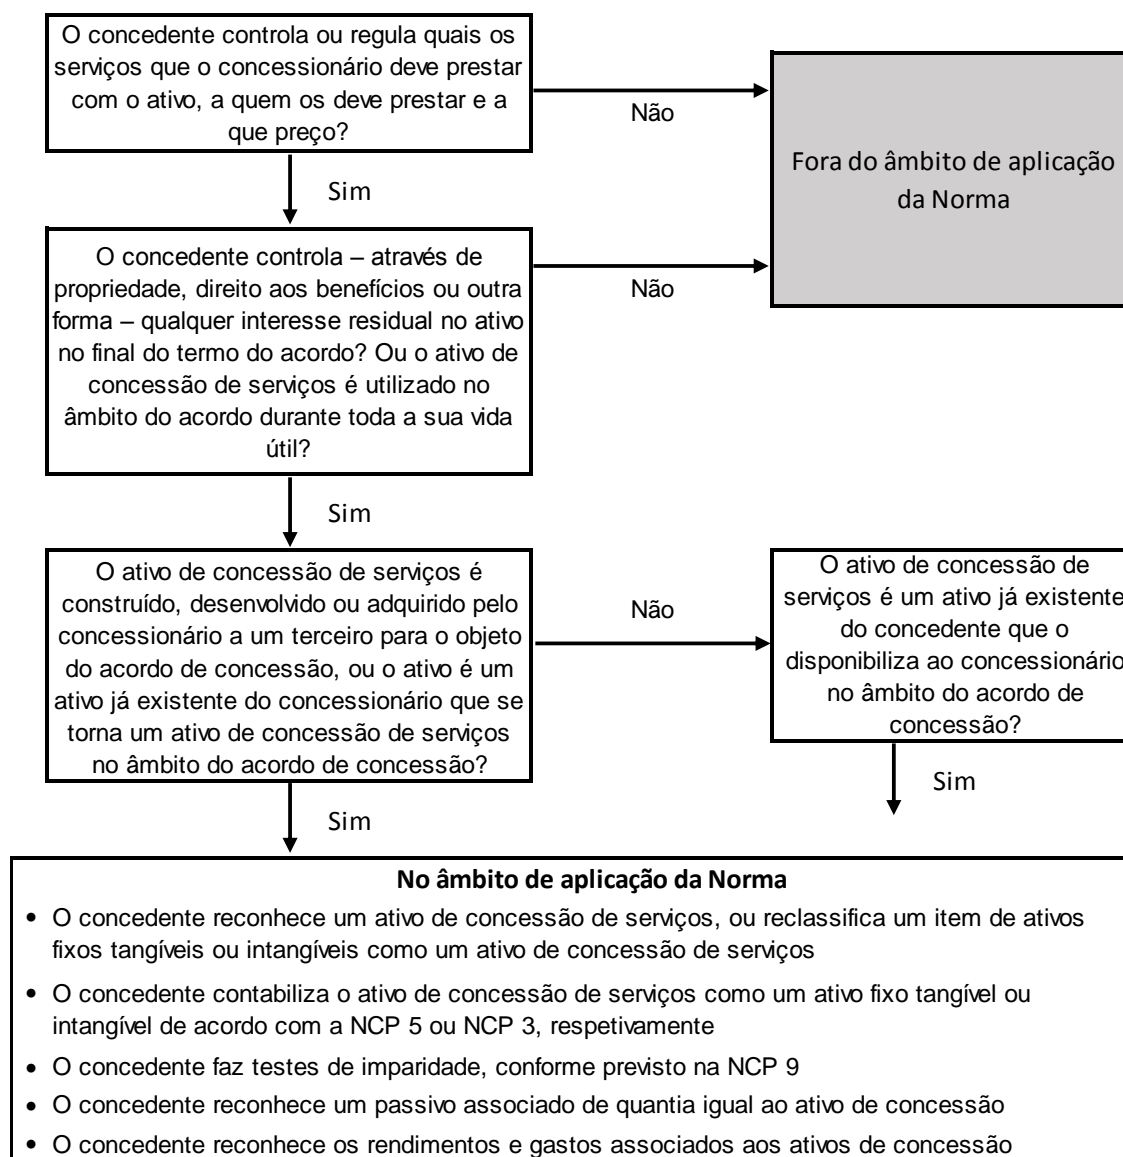 O concedente controla ou regula quais os
serviços que o concessionário deve prestar
com o ativo, a quem os deve prestar e a
que preço?
Não
Fora do âmbito de aplicação
da Norma
Sim
O concedente controla – através de
propriedade, direito aos benefícios ou outra
forma – qualquer interesse residual no ativo
no final do termo do acordo? Ou o ativo de
concessão de serviços é utilizado no
âmbito do acordo durante toda a sua vida
útil?
Não
Sim
O ativo de concessão de serviços é
construído, desenvolvido ou adquirido pelo
concessionário a um terceiro para o objeto
do acordo de concessão, ou o ativo é um
ativo já existente do concessionário que se
torna um ativo de concessão de serviços
no âmbito do acordo de concessão?
Não
O ativo de concessão de
serviços é um ativo já existente
do concedente que o
disponibiliza ao concessionário
no âmbito do acordo de
concessão?
Sim
Sim
No âmbito de aplicação da Norma
• O concedente reconhece um ativo de concessão de serviços, ou reclassifica um item de ativos
fixos tangíveis ou intangíveis como um ativo de concessão de serviços
• O concedente contabiliza o ativo de concessão de serviços como um ativo fixo tangível ou
intangível de acordo com a NCP 5 ou NCP 3, respetivamente
• O concedente faz testes de imparidade, conforme previsto na NCP 9
• O concedente reconhece um passivo associado de quantia igual ao ativo de concessão
• O concedente reconhece os rendimentos e gastos associados aos ativos de concessão